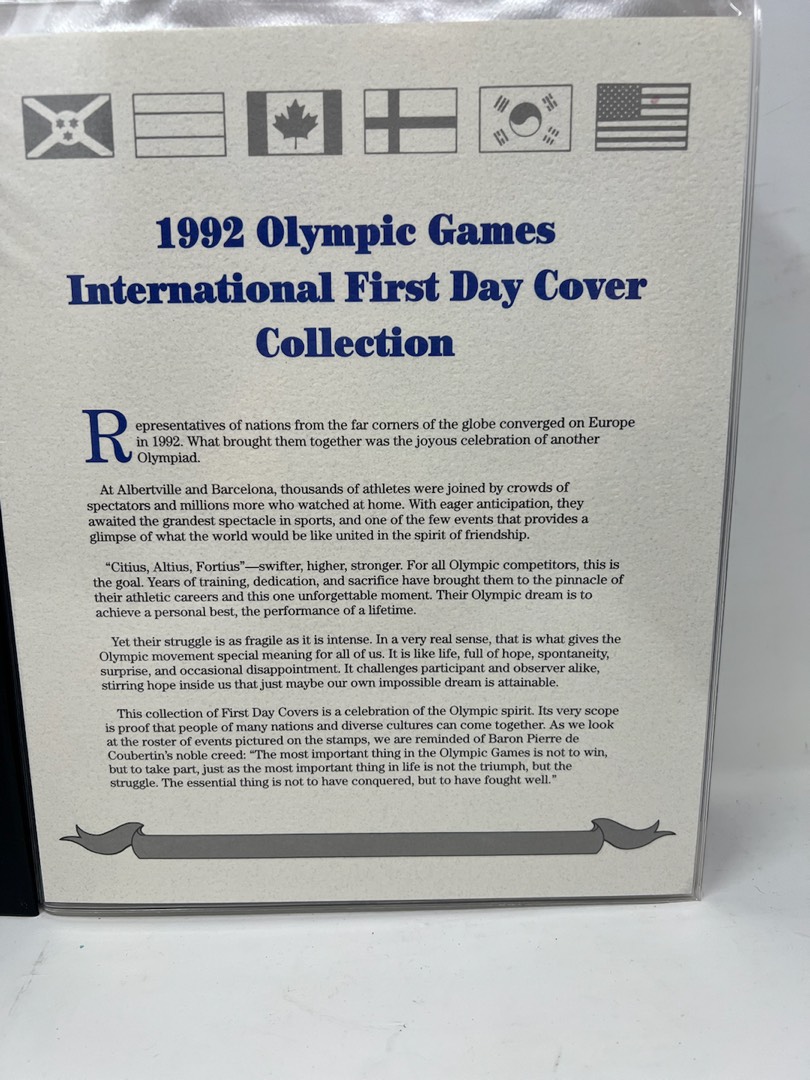 1992 Olympic Games
International First Day Cover
Collection
Representatives of nations from the far corners of the globe converged on Europe
in 1992. What brought them together was the joyous celebration of another
Olympiad.
At Albertville and Barcelona, thousands of athletes were joined by crowds of
spectators and millions more who watched at home. With eager anticipation, they
awaited the grandest spectacle in sports, and one of the few events that provides a
glimpse of what the world would be like united in the spirit of friendship.
“Citius, Altius, Fortius”—swifter, higher, stronger. For all Olympic competitors, this is
the goal. Years of training, dedication, and sacrifice have brought them to the pinnacle of
their athletic careers and this one unforgettable moment. Their Olympic dream is to
achieve a personal best, the performance of a lifetime.
Yet their struggle is as fragile as it is intense. In a very real sense, that is what gives the
Olympic movement special meaning for all of us. It is like life, full of hope, spontaneity,
surprise, and occasional disappointment. It challenges participant and observer alike,
stirring hope inside us that just maybe our own impossible dream is attainable.
This collection of First Day Covers is a celebration of the Olympic spirit. Its very scope
is proof that people of many nations and diverse cultures can come together. As we look
at the roster of events pictured on the stamps, we are reminded of Baron Pierre de
Coubertin’s noble creed: “The most important thing in the Olympic Games is not to win,
but to take part, just as the most important thing in life is not the triumph, but the
struggle. The essential thing is not to have conquered, but to have fought well.”